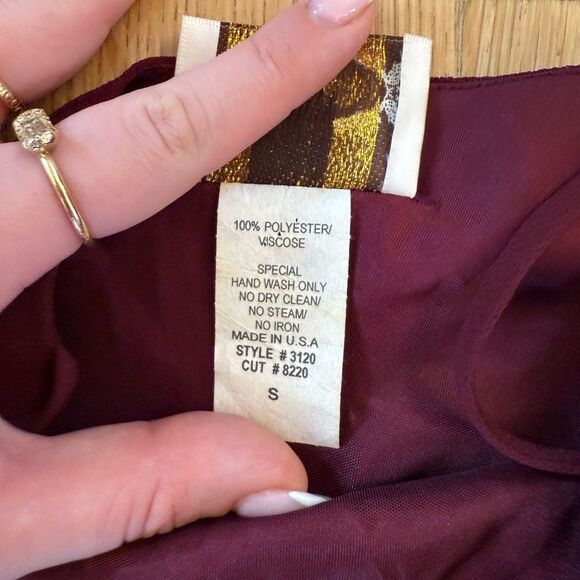 100% POLYESTER/
VISCOSE
SPECIAL
HAND WASH ONLY
NO DRY CLEAN/
NO STEAM/
NO IRON
MADE IN U.S.A
STYLE # 3120
CUT # 8220
S